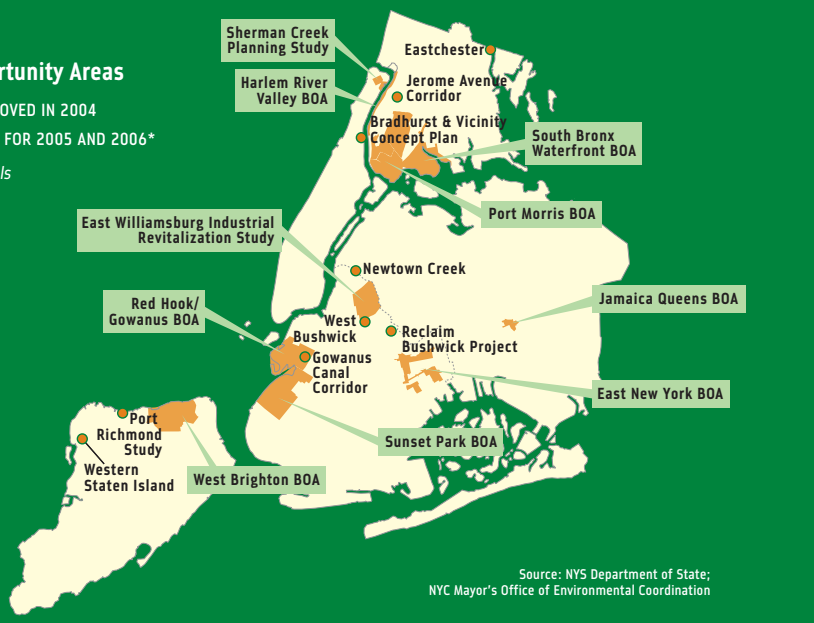 rtunity Areas
OVED IN 2004
FOR 2005 AND 2006*
ls
Sherman Creek
Planning Study
Harlem River
Valley BOA
Eastchester
Jerome Avenue
Corridor
Bradhurst & Vicinity
Concept Plan
South Bronx
Waterfront BOA
Port Morris BOA
East Williamsburg Industrial
Revitalization Study
Newtown Creek
Red Hook/
Gowanus BOA
Jamaica Queens BOA
West
Bushwick
Reclaim
Bushwick Project
Gowanus
Canal
Corridor
East New York BOA
Sunset Park BOA
Port
Richmond
Study
Western
Staten Island
West Brighton BOA
Source: NYS Department of State;
NYC Mayor's Office of Environmental Coordination